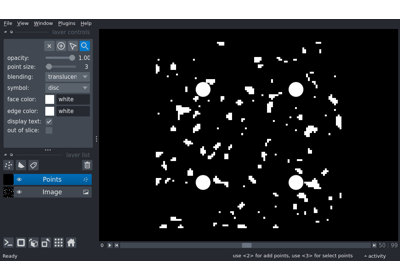 File View Window Plugins Help
layer controls
opacity: 1.00
point size: 3
blending: translucen
symbol: disc
face color: white
edge color: white
display text:
out of slice:
layer list
Points
Image
0 50 99
Ready use <2> for add points, use <3> for select points activity